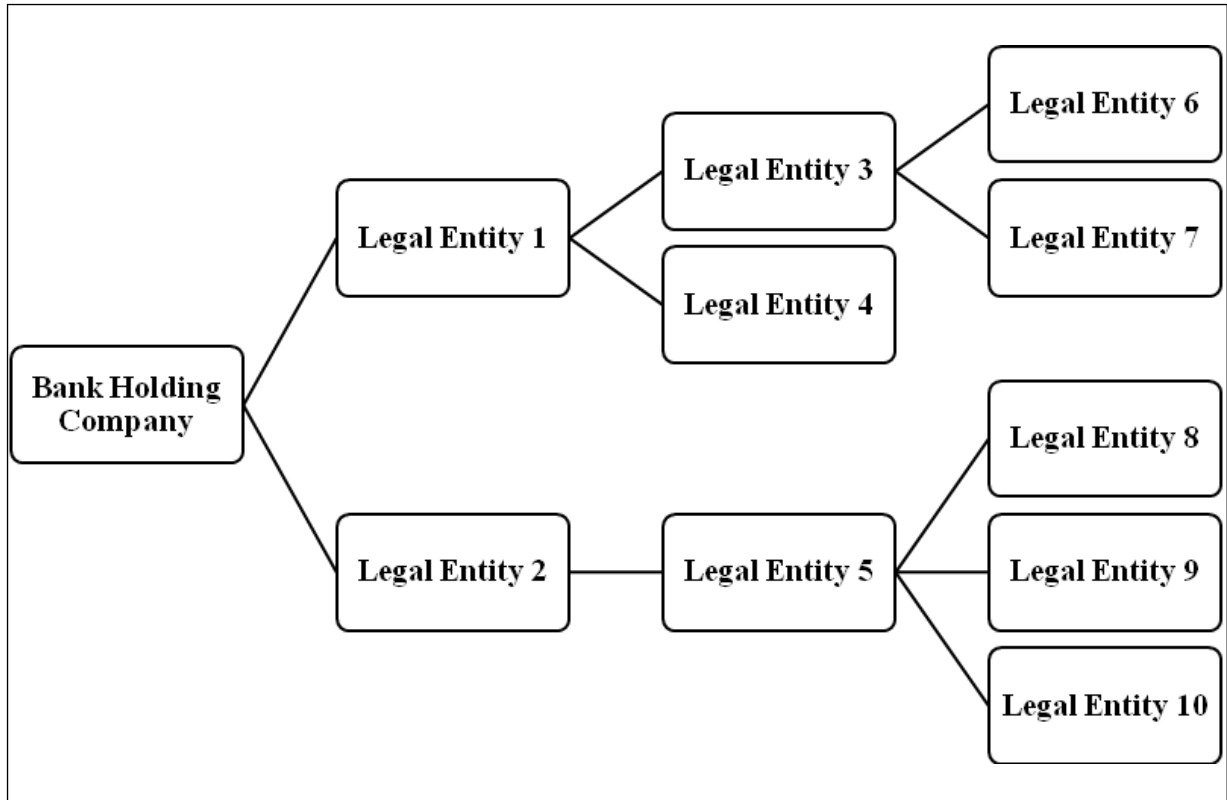 Bank Holding
Company
Legal Entity 1
Legal Entity 2
Legal Entity 3
Legal Entity 4
Legal Entity 5
Legal Entity 6
Legal Entity 7
Legal Entity 8
Legal Entity 9
Legal Entity 10